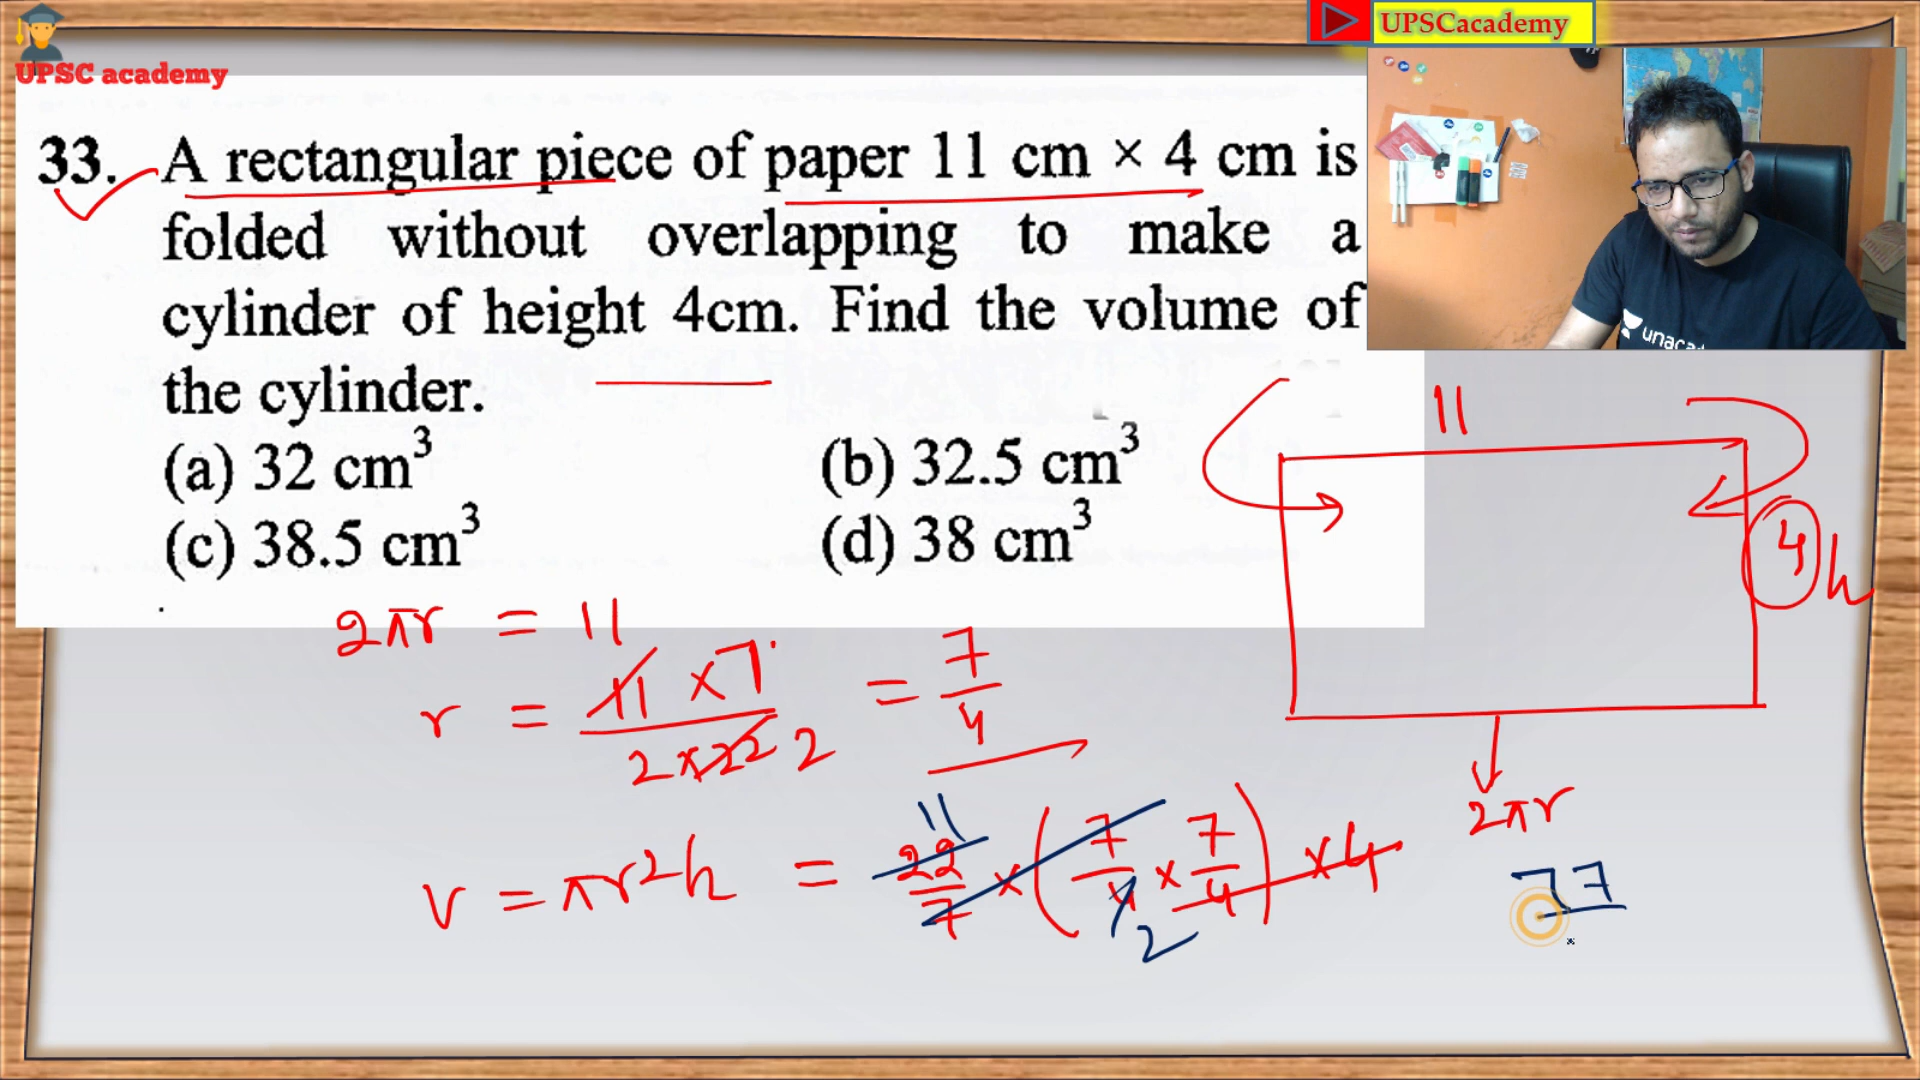 UPSCacademy
UPSC academy
33. A rectangular piece of paper 11 cm × 4 cm is
folded without overlapping to make a
cylinder of height 4cm. Find the volume of
the cylinder.
(a) 32 cm³ (b) 32.5 cm³
(c) 38.5 cm³ (d) 38 cm³
11
4 h
2πr = 11
r = 11 × 7 / 2 × 22 2 = 7/4
2πr
11
v = πr²h = 22/7 × (7/4 × 7/4) × 4
2
77